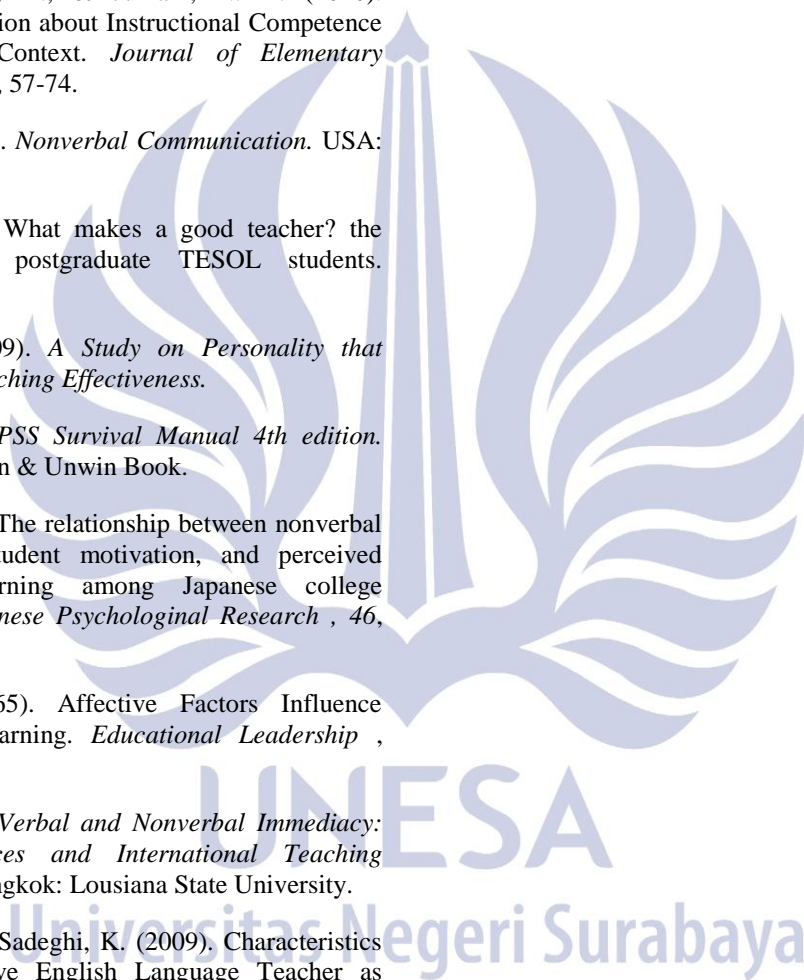 about Instructional Competence
Context. Journal of Elementary
, 57-74.
. Nonverbal Communication. USA:
What makes a good teacher? the
postgraduate TESOL students.
09). A Study on Personality that
ching Effectiveness.
PSS Survival Manual 4th edition.
n & Unwin Book.
The relationship between nonverbal
tudent motivation, and perceived
rning among Japanese college
nese Psychologinal Research , 46,
65). Affective Factors Influence
arning. Educational Leadership ,
Verbal and Nonverbal Immediacy:
ces and International Teaching
ngkok: Lousiana State University.
Sadeghi, K. (2009). Characteristics
ve English Language Teacher as
UNESA
Universitas Negeri Surabaya